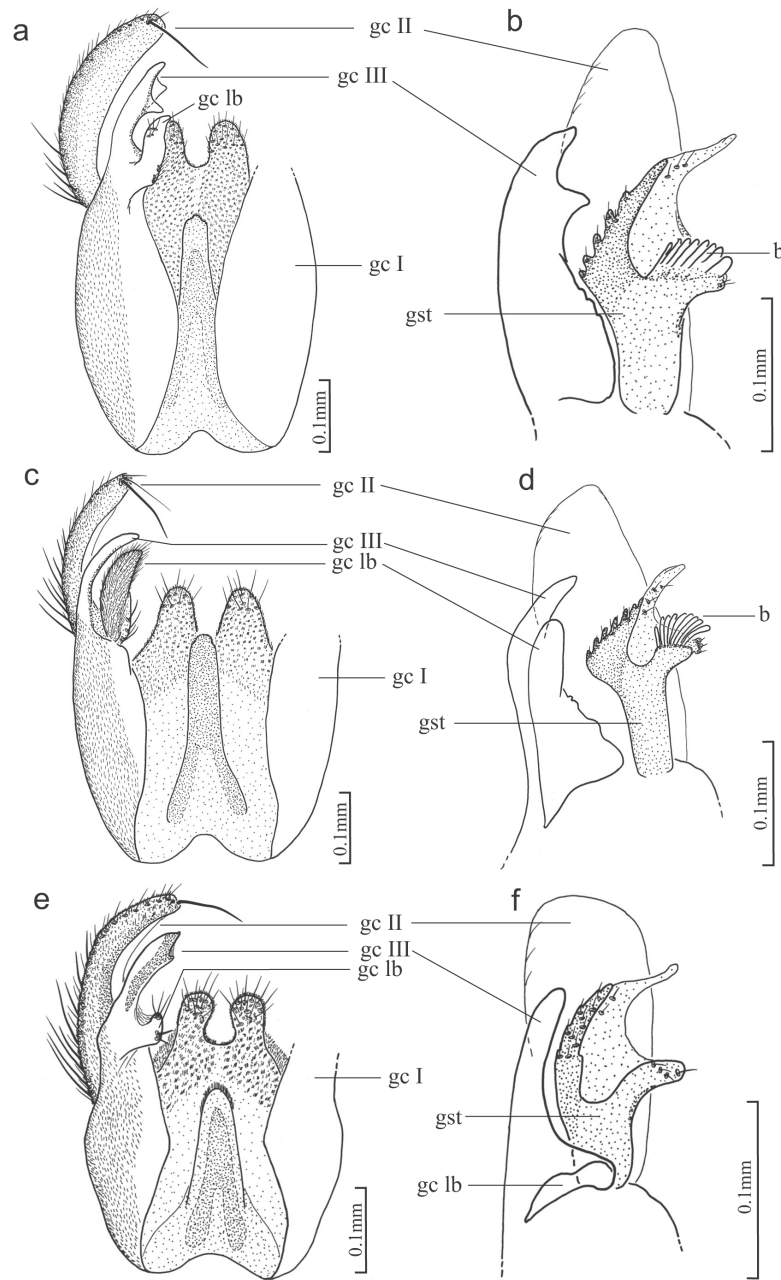 a
b
gc II
gc III
gc lb
b
gc I
gst
0.1mm
0.1mm
c
d
gc II
gc III
gc lb
b
gc I
gst
0.1mm
0.1mm
e
f
gc II
gc III
gc lb
gc I
gst
gc lb
0.1mm
0.1mm